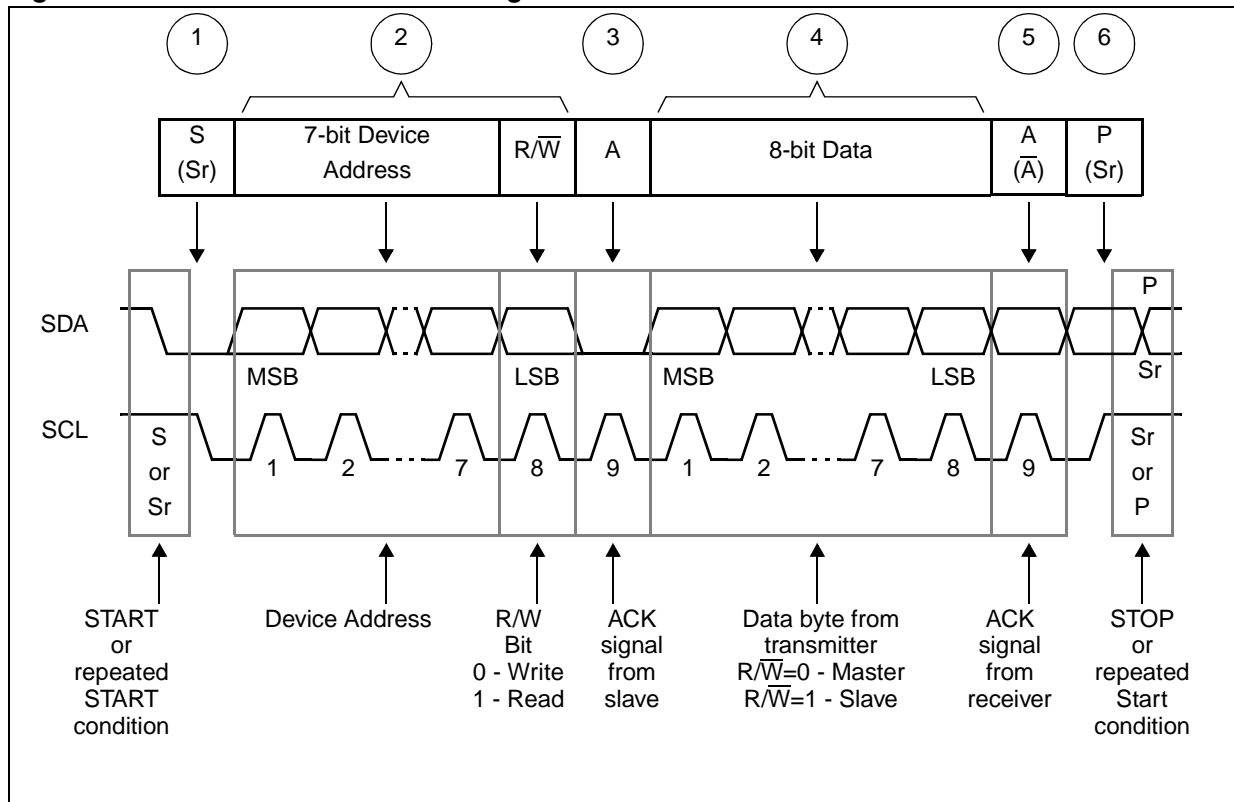 1 2 3 4 5 6
S
(Sr)
7-bit Device
Address
R/W̅
A
8-bit Data
A
(A̅)
P
(Sr)
SDA
MSB LSB MSB LSB
P
Sr
SCL
S
or
Sr
1 2 7 8 9 1 2 7 8 9
Sr
or
P
START
or
repeated
START
condition
Device Address
R/W
Bit
0 - Write
1 - Read
ACK
signal
from
slave
Data byte from
transmitter
R/W̅=0 - Master
R/W̅=1 - Slave
ACK
signal
from
receiver
STOP
or
repeated
Start
condition